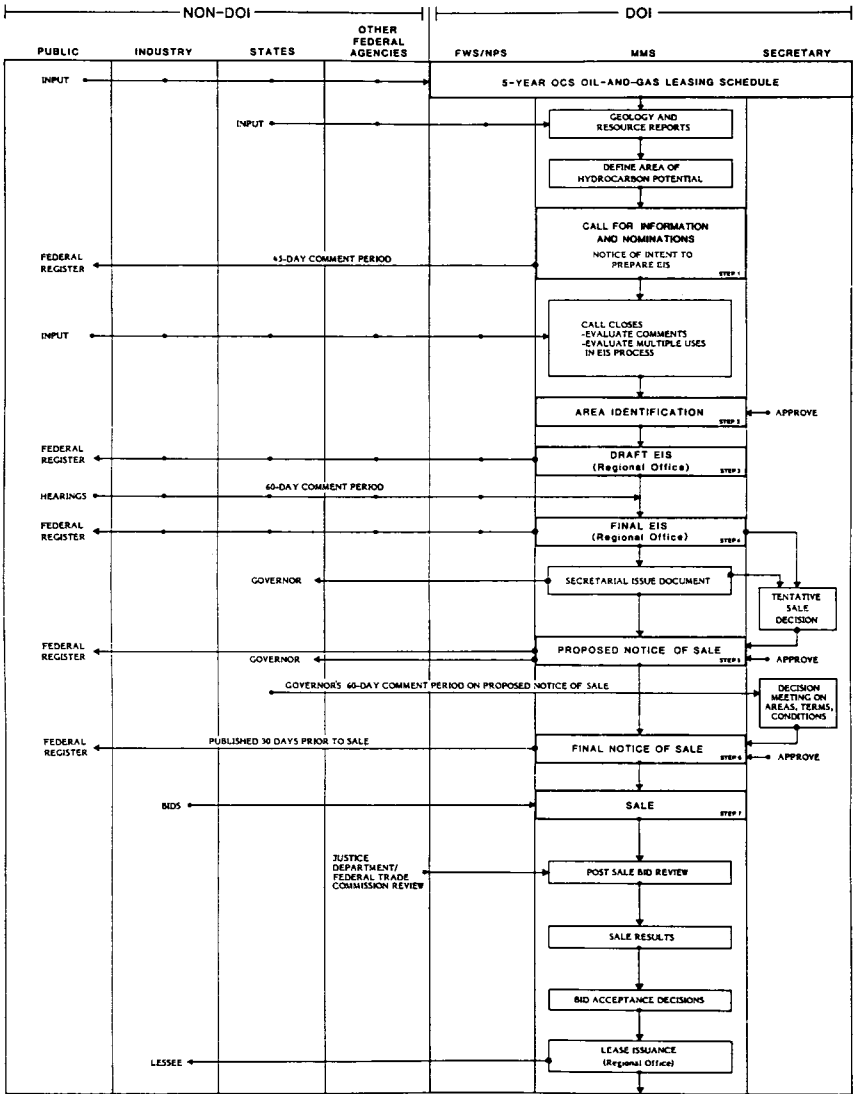 NON-DOI
DOI
PUBLIC
INDUSTRY
STATES
OTHER
FEDERAL
AGENCIES
FWS/NPS
MMS
SECRETARY
INPUT
5-YEAR OCS OIL-AND-GAS LEASING SCHEDULE
INPUT
GEOLOGY AND
RESOURCE REPORTS
DEFINE AREA OF
HYDROCARBON POTENTIAL
CALL FOR INFORMATION
AND NOMINATIONS
NOTICE OF INTENT TO
PREPARE EIS
STEP 1
FEDERAL
REGISTER
45-DAY COMMENT PERIOD
INPUT
CALL CLOSES
-EVALUATE COMMENTS
-EVALUATE MULTIPLE USES
IN EIS PROCESS
AREA IDENTIFICATION
STEP 2
APPROVE
FEDERAL
REGISTER
DRAFT EIS
(Regional Office)
STEP 3
HEARINGS
60-DAY COMMENT PERIOD
FEDERAL
REGISTER
FINAL EIS
(Regional Office)
STEP 4
GOVERNOR
SECRETARIAL ISSUE DOCUMENT
TENTATIVE
SALE
DECISION
FEDERAL
REGISTER
PROPOSED NOTICE OF SALE
STEP 5
GOVERNOR
APPROVE
GOVERNOR'S 60-DAY COMMENT PERIOD ON PROPOSED NOTICE OF SALE
DECISION
MEETING ON
AREAS, TERMS,
CONDITIONS
FEDERAL
REGISTER
PUBLISHED 30 DAYS PRIOR TO SALE
FINAL NOTICE OF SALE
STEP 6
APPROVE
BIDS
SALE
STEP 7
JUSTICE
DEPARTMENT/
FEDERAL TRADE
COMMISSION REVIEW
POST SALE BID REVIEW
SALE RESULTS
BID ACCEPTANCE DECISIONS
LESSEE
LEASE ISSUANCE
(Regional Office)